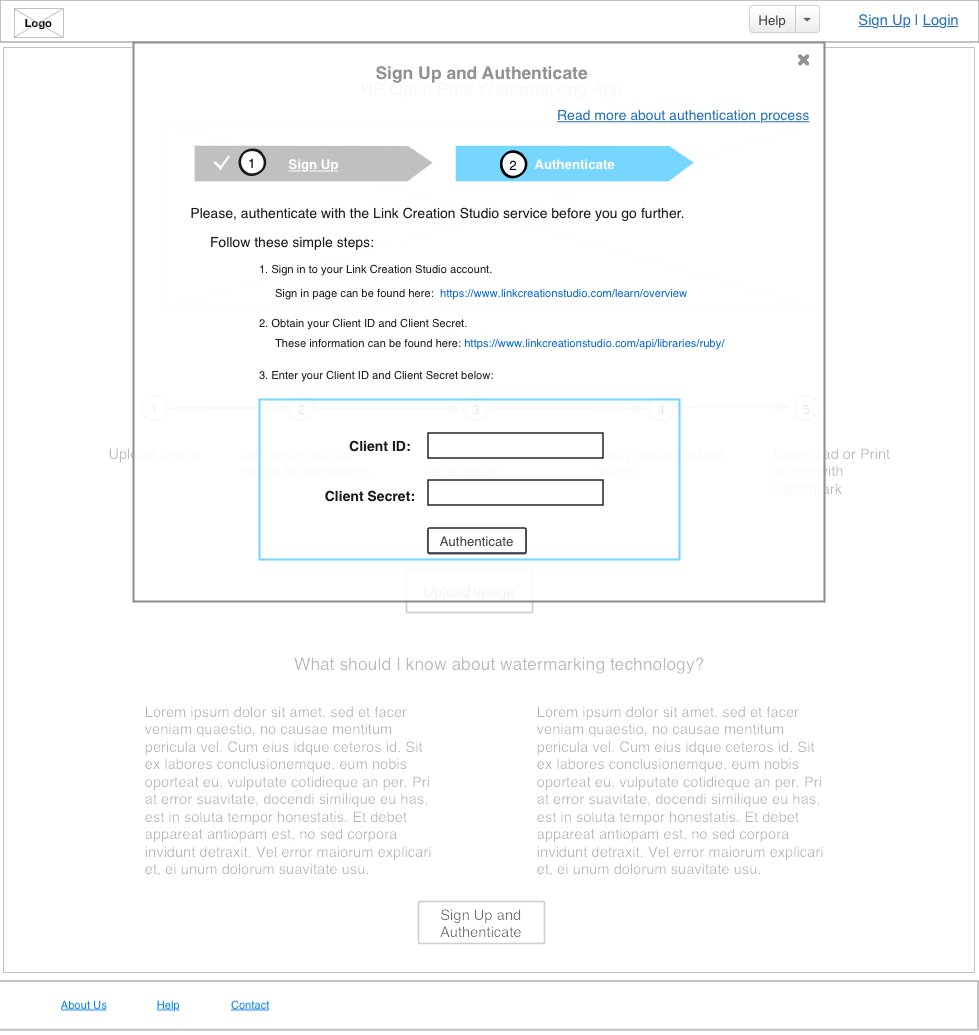 Logo
Help
Sign Up | Login
Sign Up and Authenticate
HP Open Print Watermarking App
Read more about authentication process
1 Sign Up
2 Authenticate
Please, authenticate with the Link Creation Studio service before you go further.
Follow these simple steps:
1. Sign in to your Link Creation Studio account.
Sign in page can be found here: https://www.linkcreationstudio.com/learn/overview
2. Obtain your Client ID and Client Secret.
These information can be found here: https://www.linkcreationstudio.com/api/libraries/ruby/
3. Enter your Client ID and Client Secret below:
1 2 3 4 5
Client ID:
Upload image
region on the
image to watermark
to a region
Verify watermarked
image
Download or Print
image with
watermark
Client Secret:
Authenticate
Upload image
What should I know about watermarking technology?
Lorem ipsum dolor sit amet, sed et facer
veniam quaestio, no causae mentitum
pericula vel. Cum eius idque ceteros id. Sit
ex labores conclusionemque, eum nobis
oporteat eu, vulputate cotidieque an per. Pri
at error suavitate, docendi similique eu has,
est in soluta tempor honestatis. Et debet
appareat antiopam est, no sed corpora
invidunt detraxit. Vel error maiorum explicari
et, ei unum dolorum suavitate usu.
Lorem ipsum dolor sit amet, sed et facer
veniam quaestio, no causae mentitum
pericula vel. Cum eius idque ceteros id. Sit
ex labores conclusionemque, eum nobis
oporteat eu, vulputate cotidieque an per. Pri
at error suavitate, docendi similique eu has,
est in soluta tempor honestatis. Et debet
appareat antiopam est, no sed corpora
invidunt detraxit. Vel error maiorum explicari
et, ei unum dolorum suavitate usu.
Sign Up and
Authenticate
About Us
Help
Contact